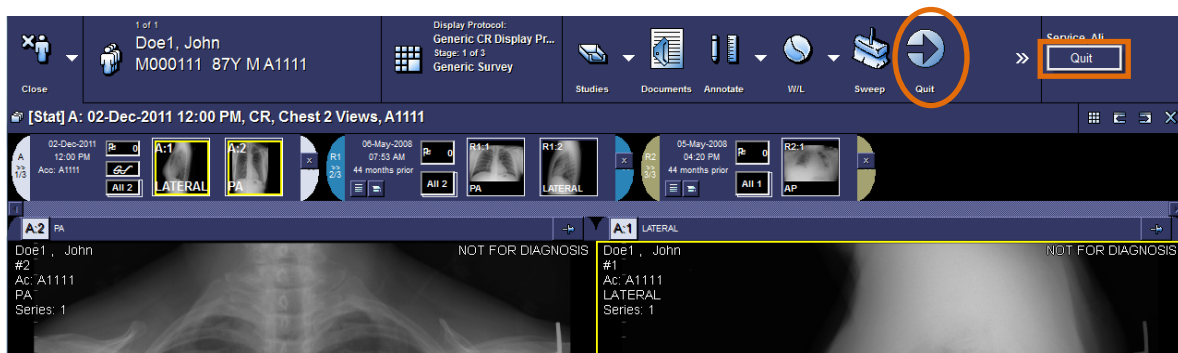 1 of 1
Doe1, John
M000111 87Y M A1111
Display Protocol:
Generic CR Display Pr...
Stage: 1 of 3
Generic Survey
Service, Ali
Quit
Close
Studies
Documents
Annotate
W/L
Sweep
Quit
[Stat] A: 02-Dec-2011 12:00 PM, CR, Chest 2 Views, A1111
A
>>
1/3
02-Dec-2011
12:00 PM
Acc: A1111
0
All 2
A:1
LATERAL
A:2
PA
x
R1
>>
2/3
06-May-2008
07:53 AM
44 months prior
0
All 2
R1:1
PA
R1:2
LATERAL
x
R2
>>
3/3
05-May-2008
04:20 PM
44 months prior
0
All 1
R2:1
AP
x
A:2 PA
A:1 LATERAL
Doe1 , John
NOT FOR DIAGNOSIS
#2
Ac: A1111
PA
Series: 1
Doe1 , John
NOT FOR DIAGNOSIS
#1
Ac: A1111
LATERAL
Series: 1